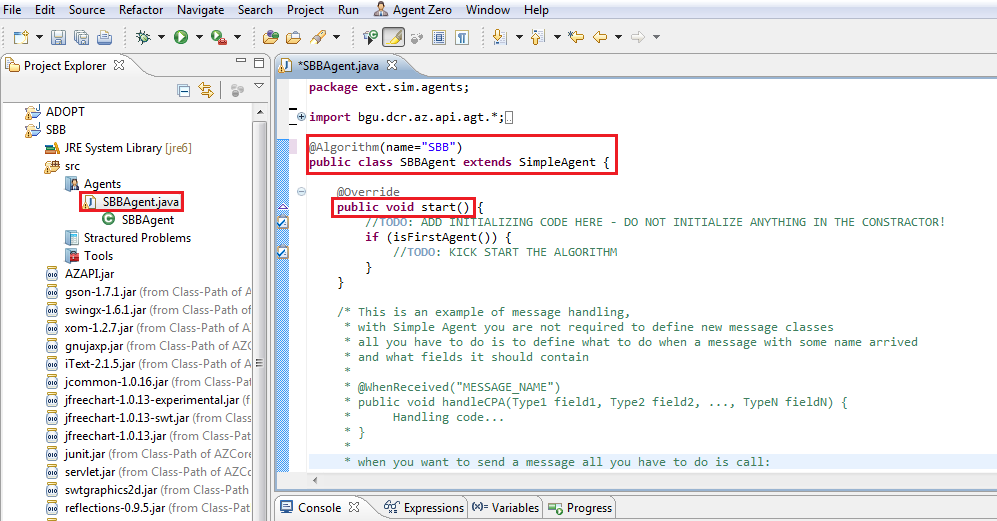 File Edit Source Refactor Navigate Search Project Run Agent Zero Window Help
Project Explorer
ADOPT
SBB
JRE System Library [jre6]
src
Agents
SBBAgent.java
SBBAgent
Stractured Problems
Tools
AZAPI.jar
gson-1.7.1.jar (from Class-Path of A
swingx-1.6.1.jar (from Class-Path of
xom-1.2.7.jar (from Class-Path of AZ
gnujaxp.jar (from Class-Path of AZCo
iText-2.1.5.jar (from Class-Path of A
jcommon-1.0.16.jar (from Class-Path
jfreechart-1.0.13-experimental.jar (f
jfreechart-1.0.13-swt.jar (from Class
jfreechart-1.0.13.jar (from Class-Pat
junit.jar (from Class-Path of AZCore
servlet.jar (from Class-Path of AZCo
swtgraphics2d.jar (from Class-Path
reflections-0.9.5.jar (from Class-Pat
*SBBAgent.java
package ext.sim.agents;
import bgu.dcr.az.api.agt.*;
@Algorithm(name="SBB")
public class SBBAgent extends SimpleAgent {
@Override
public void start() {
//TODO: ADD INITIALIZING CODE HERE - DO NOT INITIALIZE ANYTHING IN THE CONSTRACTOR!
if (isFirstAgent()) {
//TODO: KICK START THE ALGORITHM
}
}
/* This is an example of message handling,
* with Simple Agent you are not required to define new message classes
* all you have to do is to define what to do when a message with some name arrived
* and what fields it should contain
*
* @WhenReceived("MESSAGE_NAME")
* public void handleCPA(Type1 field1, Type2 field2, ..., TypeN fieldN) {
* Handling code...
* }
*
* when you want to send a message all you have to do is call:
Console Expressions (x)= Variables Progress